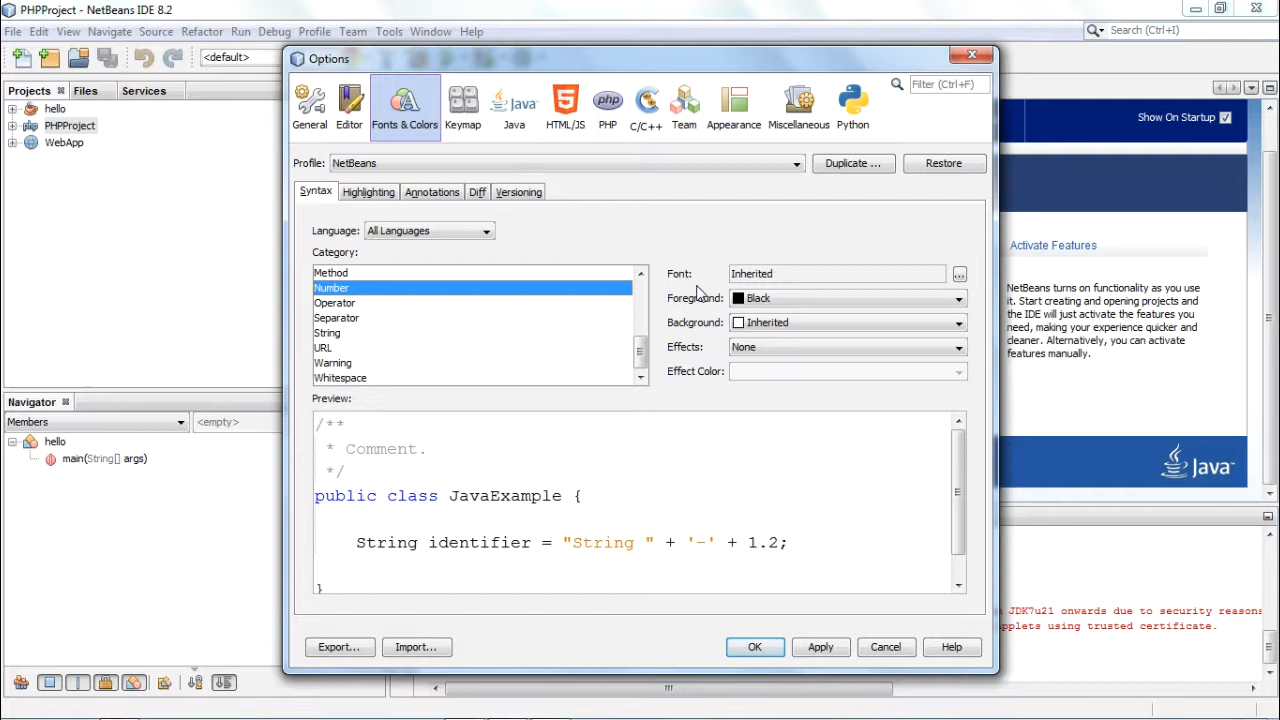 PHPProject - NetBeans IDE 8.2
File Edit View Navigate Source Refactor Run Debug Profile Team Tools Window Help
Search (Ctrl+I)
<default>
Projects Files Services
hello
PHPProject
WebApp
Navigator
Members
<empty>
hello
main(String[] args)
Options
General
Editor
Fonts & Colors
Keymap
Java
HTML/JS
PHP
C/C++
Team
Appearance
Miscellaneous
Python
Filter (Ctrl+F)
Profile: NetBeans
Duplicate ...
Restore
Syntax Highlighting Annotations Diff Versioning
Language: All Languages
Category:
Method
Number
Operator
Separator
String
URL
Warning
Whitespace
Font: Inherited
...
Foreground: Black
Background: Inherited
Effects: None
Effect Color:
Preview:
/**
* Comment.
*/
public class JavaExample {
String identifier = "String " + '-' + 1.2;
}
Export...
Import...
OK
Apply
Cancel
Help
Show On Startup
Activate Features
NetBeans turns on functionality as you
use it. Start creating and opening projects and
the IDE will just activate the features you
need, making your experience quicker and
cleaner. Alternatively, you can activate
features manually.
Java
JDK7u21 onwards due to security reasons
applets using trusted certificate.